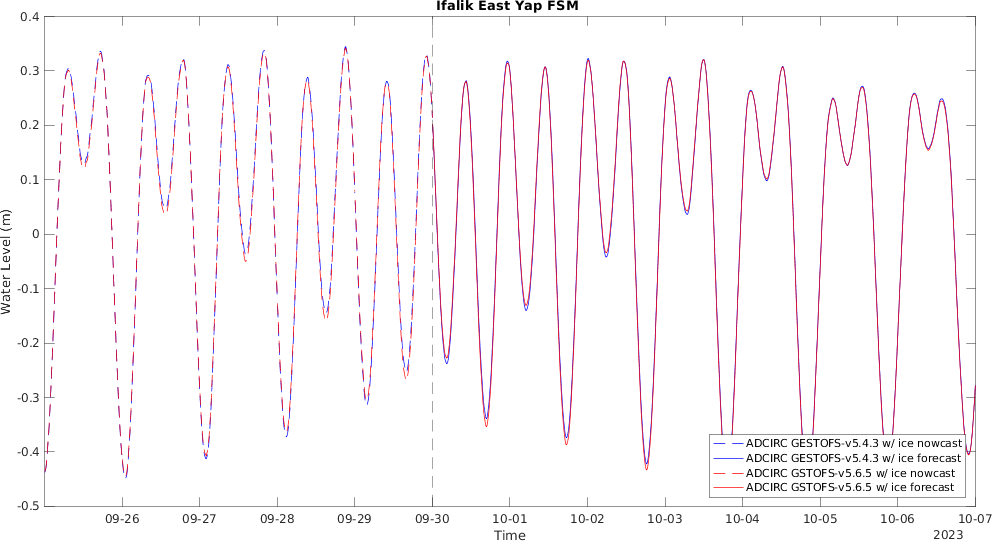 Ifalik East Yap FSM
0.4
0.3
0.2
0.1
0
-0.1
-0.2
-0.3
-0.4
-0.5
Water Level (m)
ADCIRC GESTOFS-v5.4.3 w/ ice nowcast
ADCIRC GESTOFS-v5.4.3 w/ ice forecast
ADCIRC GSTOFS-v5.6.5 w/ ice nowcast
ADCIRC GSTOFS-v5.6.5 w/ ice forecast
09-26 09-27 09-28 09-29 09-30 10-01 10-02 10-03 10-04 10-05 10-06 10-07
Time
2023